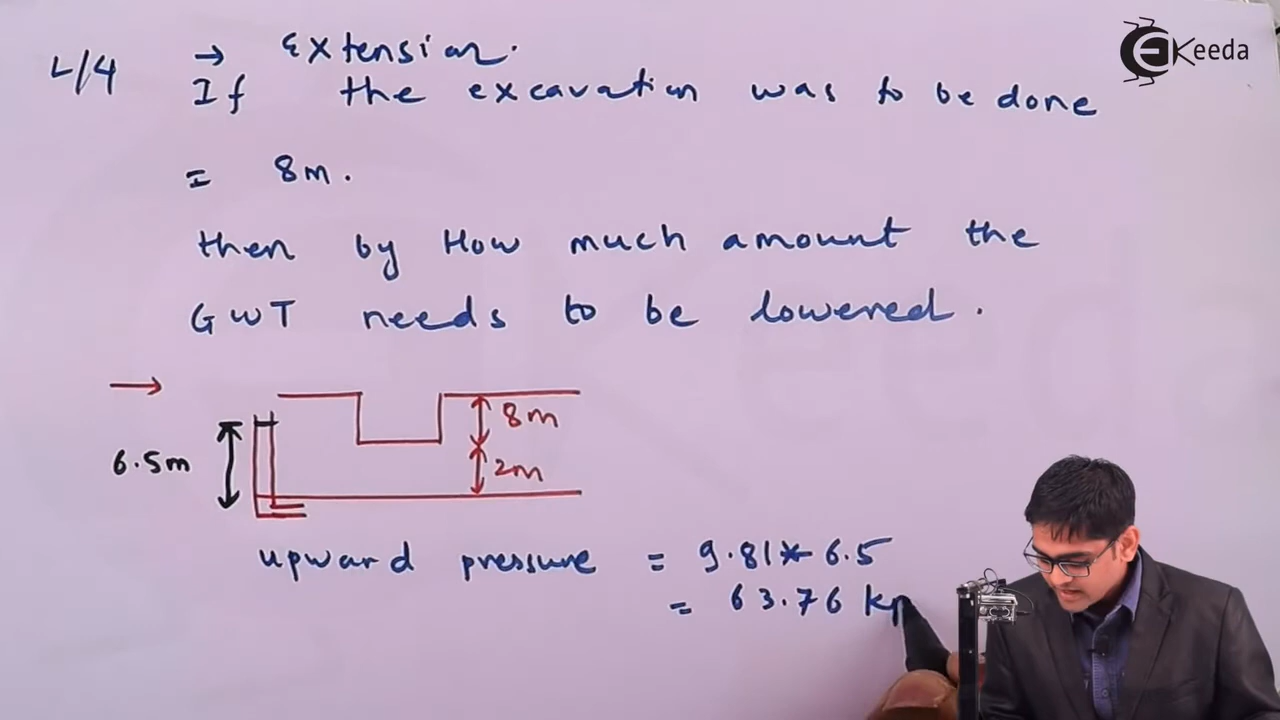 Keeda
L/4 → Extension.
If the excavation was to be done
= 8m.
then by How much amount the
GWT needs to be lowered.
8m
6.5m
2m
upward pressure = 9.81*6.5
= 63.76 kp